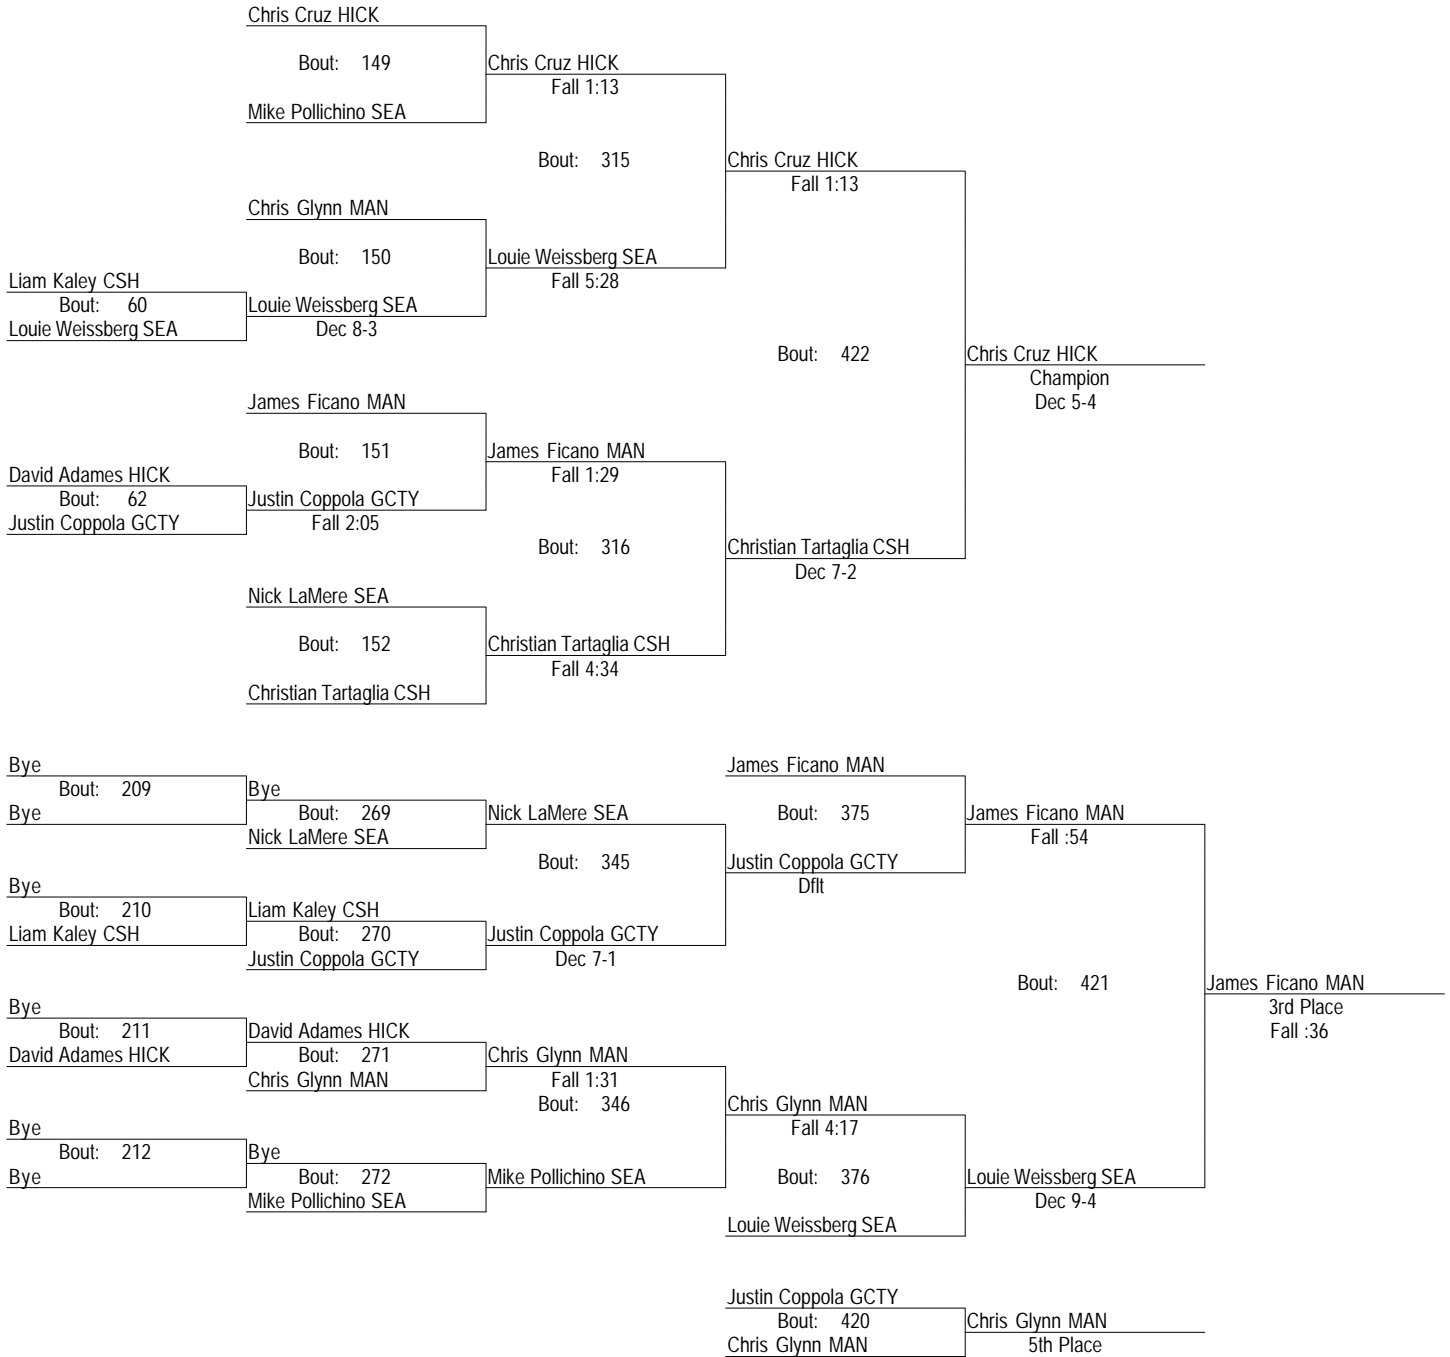 Chris Cruz HICK
Bout: 149
Chris Cruz HICK
Fall 1:13
Mike Pollichino SEA
Bout: 315
Chris Cruz HICK
Fall 1:13
Chris Glynn MAN
Bout: 150
Louie Weissberg SEA
Fall 5:28
Liam Kaley CSH
Bout: 60
Louie Weissberg SEA
Louie Weissberg SEA
Dec 8-3
Bout: 422
Chris Cruz HICK
Champion
Dec 5-4
James Ficano MAN
Bout: 151
James Ficano MAN
Fall 1:29
David Adames HICK
Bout: 62
Justin Coppola GCTY
Justin Coppola GCTY
Fall 2:05
Bout: 316
Christian Tartaglia CSH
Dec 7-2
Nick LaMere SEA
Bout: 152
Christian Tartaglia CSH
Fall 4:34
Christian Tartaglia CSH
Bye
Bout: 209
Bye
Bye
Bout: 269
Nick LaMere SEA
Nick LaMere SEA
Bout: 345
James Ficano MAN
Bout: 375
James Ficano MAN
Fall :54
Justin Coppola GCTY
Dflt
Bye
Bout: 210
Liam Kaley CSH
Liam Kaley CSH
Bout: 270
Justin Coppola GCTY
Justin Coppola GCTY
Dec 7-1
Bout: 421
James Ficano MAN
3rd Place
Fall :36
Bye
Bout: 211
David Adames HICK
David Adames HICK
Bout: 271
Chris Glynn MAN
Chris Glynn MAN
Fall 1:31
Bout: 346
Chris Glynn MAN
Fall 4:17
Bye
Bout: 212
Bye
Bye
Bout: 272
Mike Pollichino SEA
Mike Pollichino SEA
Bout: 376
Louie Weissberg SEA
Dec 9-4
Louie Weissberg SEA
Justin Coppola GCTY
Bout: 420
Chris Glynn MAN
Chris Glynn MAN
5th Place